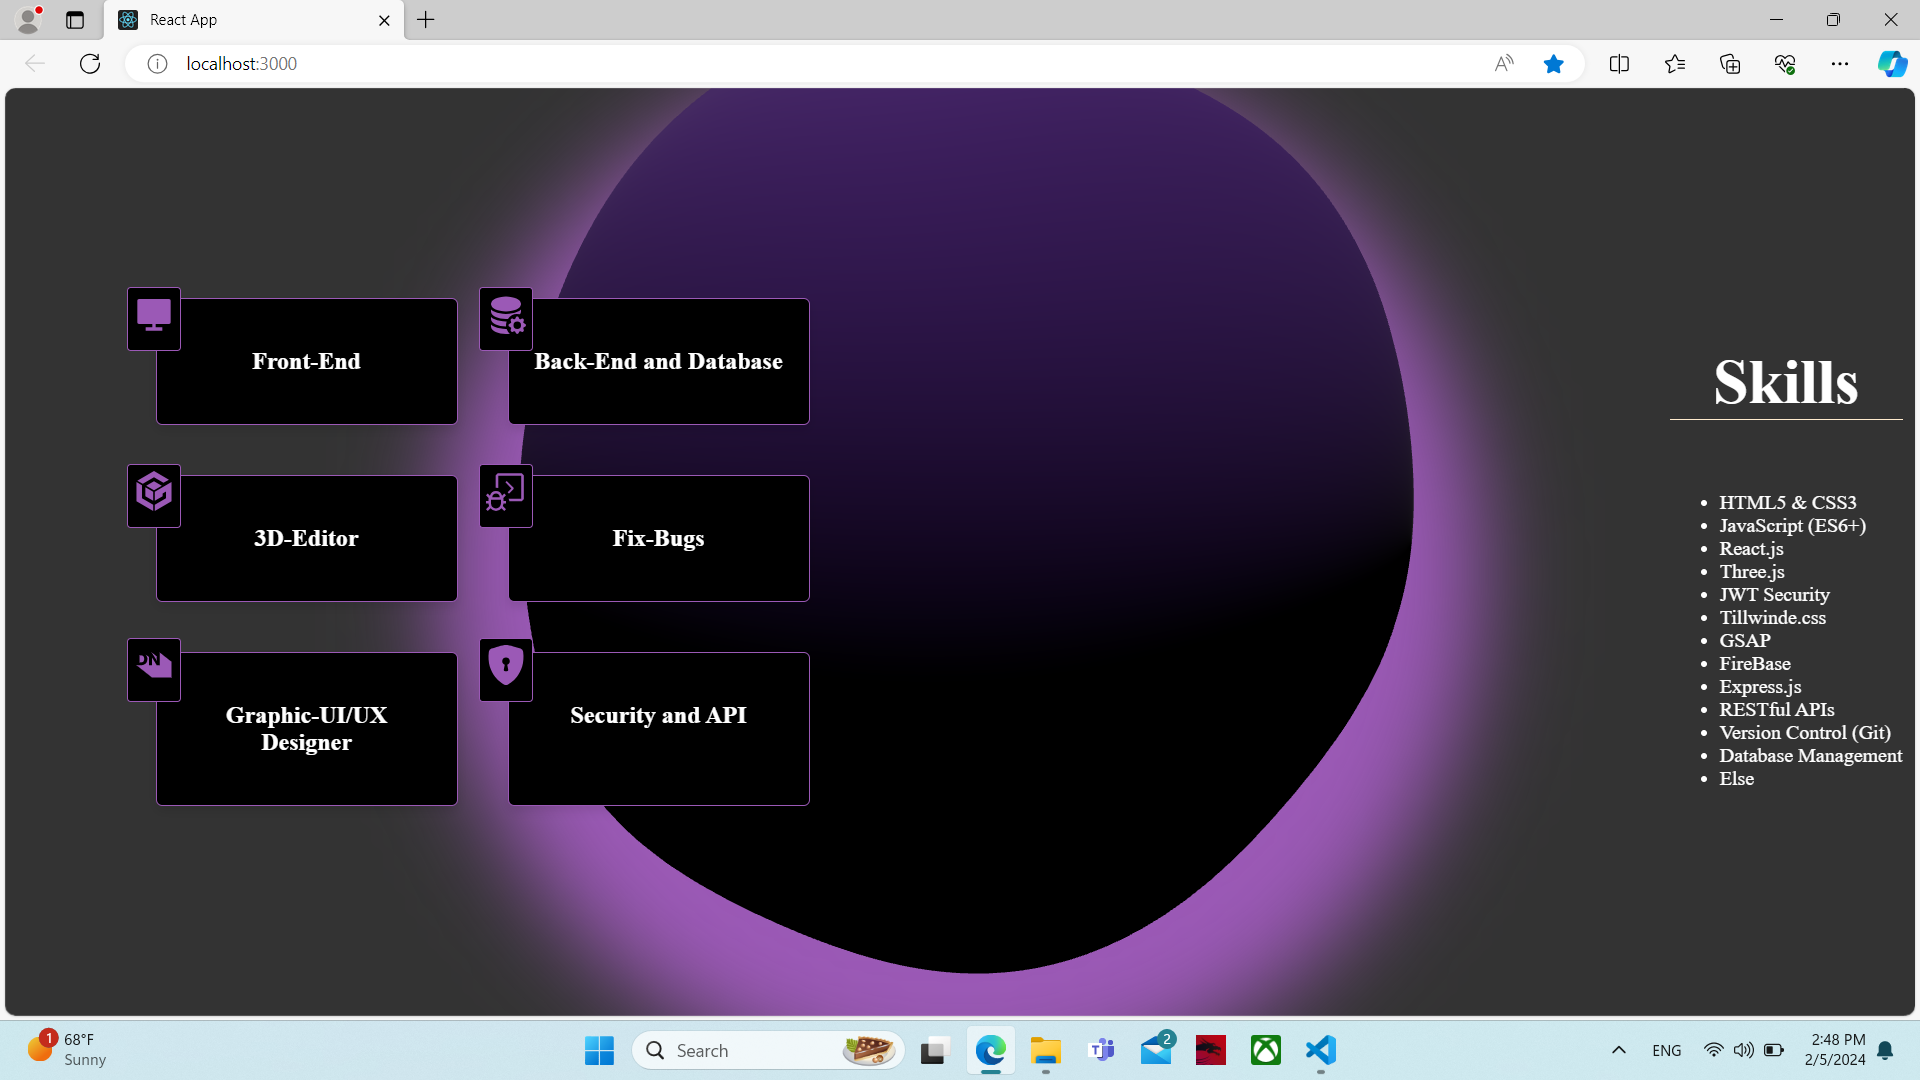 React App
localhost:3000
Front-End
Back-End and Database
3D-Editor
Fix-Bugs
DN
Graphic-UI/UX
Designer
Security and API
Skills
HTML5 & CSS3
JavaScript (ES6+)
React.js
Three.js
JWT Security
Tillwinde.css
GSAP
FireBase
Express.js
RESTful APIs
Version Control (Git)
Database Management
Else
1
68°F
Sunny
Search
2
ENG
2:48 PM
2/5/2024